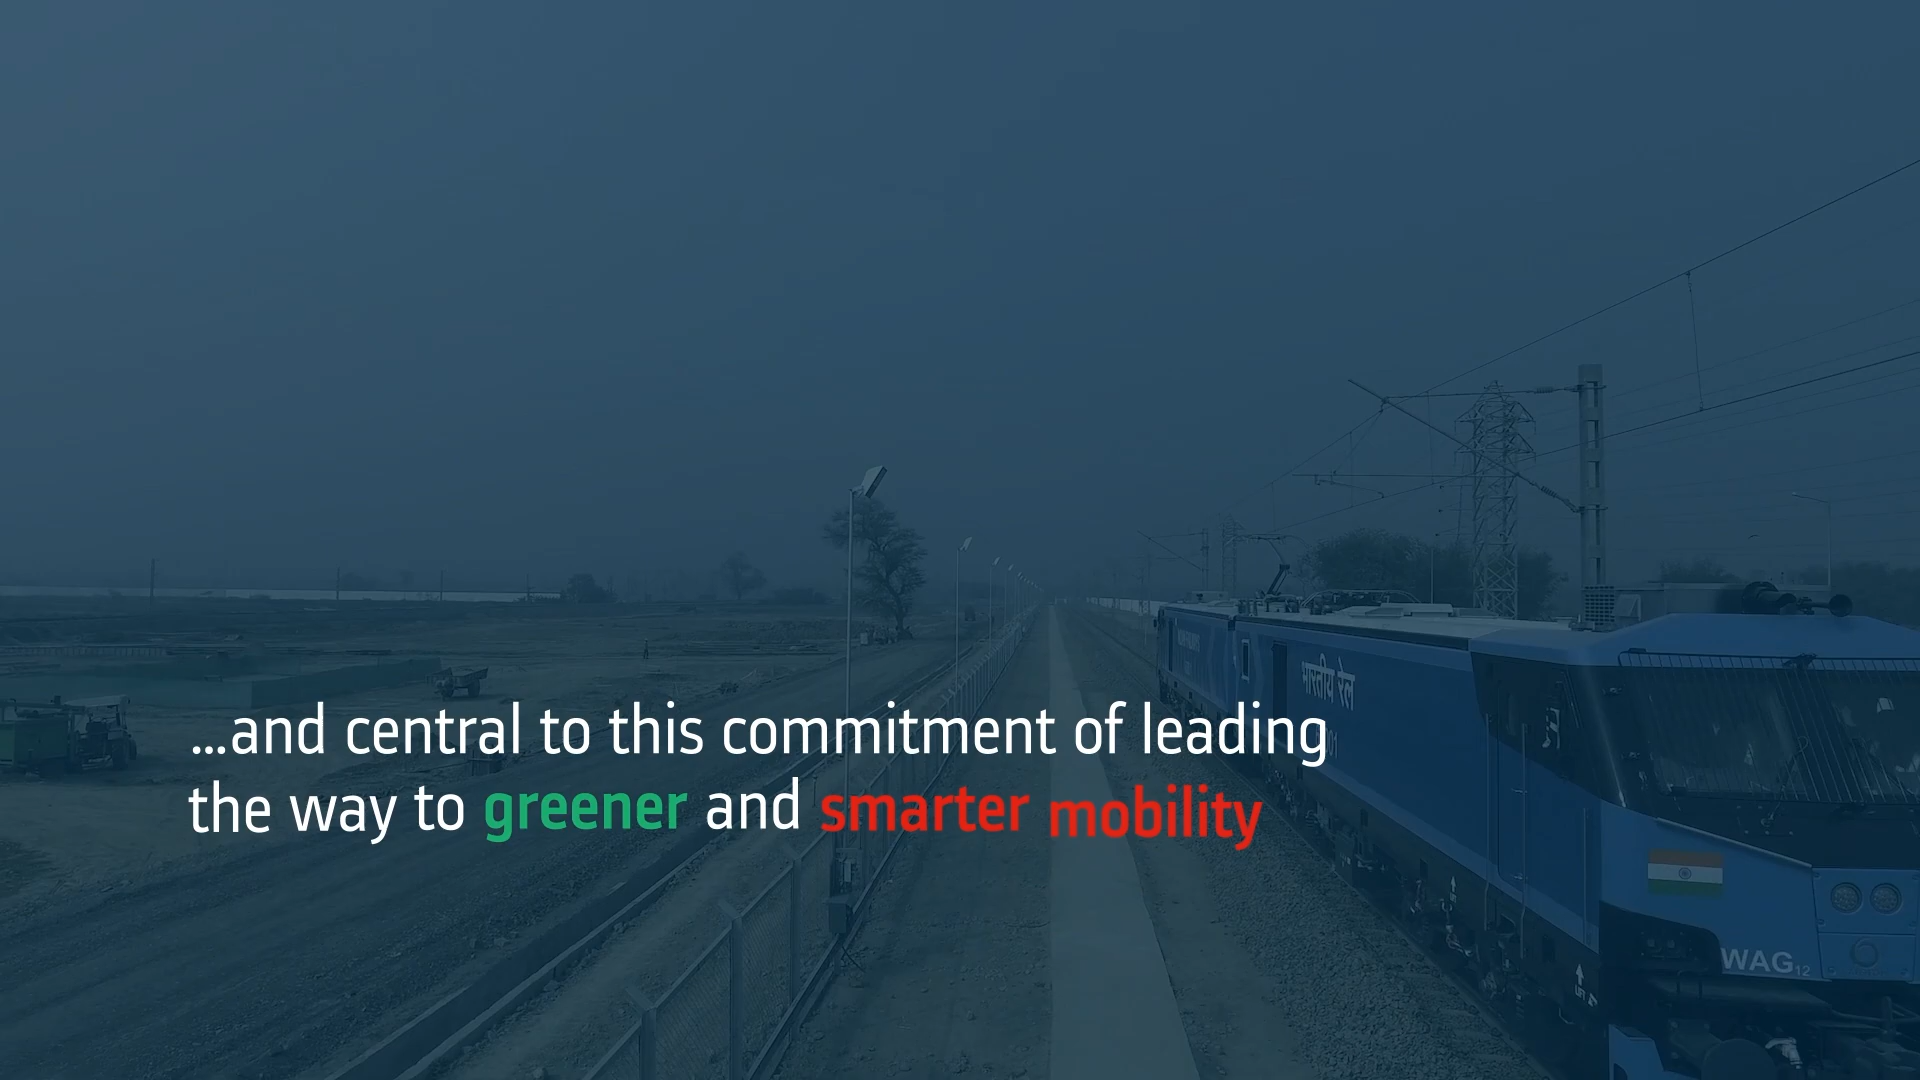 ...and central to this commitment of leading
the way to greener and smarter mobility
भारतीय रेल
WAG12